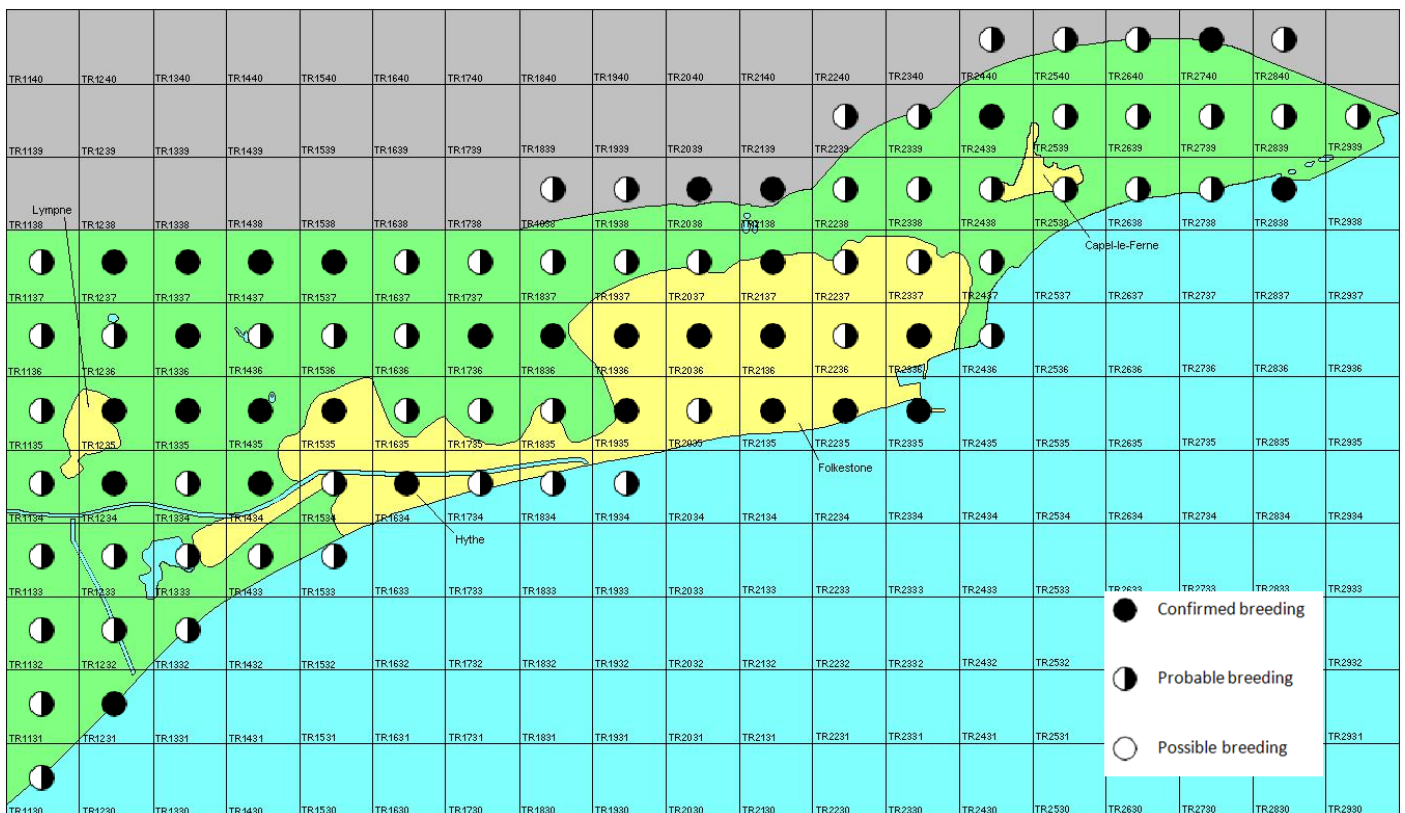 TR1140 TR1240 TR1340 TR1440 TR1540 TR1640 TR1740 TR1840 TR1940 TR2040 TR2140 TR2240 TR2340 TR2440 TR2540 TR2640 TR2740 TR2840
TR1139 TR1239 TR1339 TR1439 TR1539 TR1639 TR1739 TR1839 TR1939 TR2039 TR2139 TR2239 TR2339 TR2439 TR2539 TR2639 TR2739 TR2839 TR2939
Lympne
TR1138 TR1238 TR1338 TR1438 TR1538 TR1638 TR1738 TR1838 TR1938 TR2038 TR2138 TR2238 TR2338 TR2438 TR2538 TR2638 TR2738 TR2838 TR2938
Capel-le-Ferne
TR1137 TR1237 TR1337 TR1437 TR1537 TR1637 TR1737 TR1837 TR1937 TR2037 TR2137 TR2237 TR2337 TR2437 TR2537 TR2637 TR2737 TR2837 TR2937
TR1136 TR1236 TR1336 TR1436 TR1536 TR1636 TR1736 TR1836 TR1936 TR2036 TR2136 TR2236 TR2336 TR2436 TR2536 TR2636 TR2736 TR2836 TR2936
TR1135 TR1235 TR1335 TR1435 TR1535 TR1635 TR1735 TR1835 TR1935 TR2035 TR2135 TR2235 TR2335 TR2435 TR2535 TR2635 TR2735 TR2835 TR2935
Folkestone
TR1134 TR1234 TR1334 TR1434 TR1534 TR1634 TR1734 TR1834 TR1934 TR2034 TR2134 TR2234 TR2334 TR2434 TR2534 TR2634 TR2734 TR2834 TR2934
Hythe
TR1133 TR1233 TR1333 TR1433 TR1533 TR1633 TR1733 TR1833 TR1933 TR2033 TR2133 TR2233 TR2333 TR2433 TR2533 TR2633 TR2733 TR2833 TR2933
Confirmed breeding
TR1132 TR1232 TR1332 TR1432 TR1532 TR1632 TR1732 TR1832 TR1932 TR2032 TR2132 TR2232 TR2332 TR2432 TR2532 TR2932
Probable breeding
TR1131 TR1231 TR1331 TR1431 TR1531 TR1631 TR1731 TR1831 TR1931 TR2031 TR2131 TR2231 TR2331 TR2431 TR2531 TR2931
Possible breeding
TR1130 TR1230 TR1330 TR1430 TR1530 TR1630 TR1730 TR1830 TR1930 TR2030 TR2130 TR2230 TR2330 TR2430 TR2530 TR2630 TR2730 TR2830 TR2930